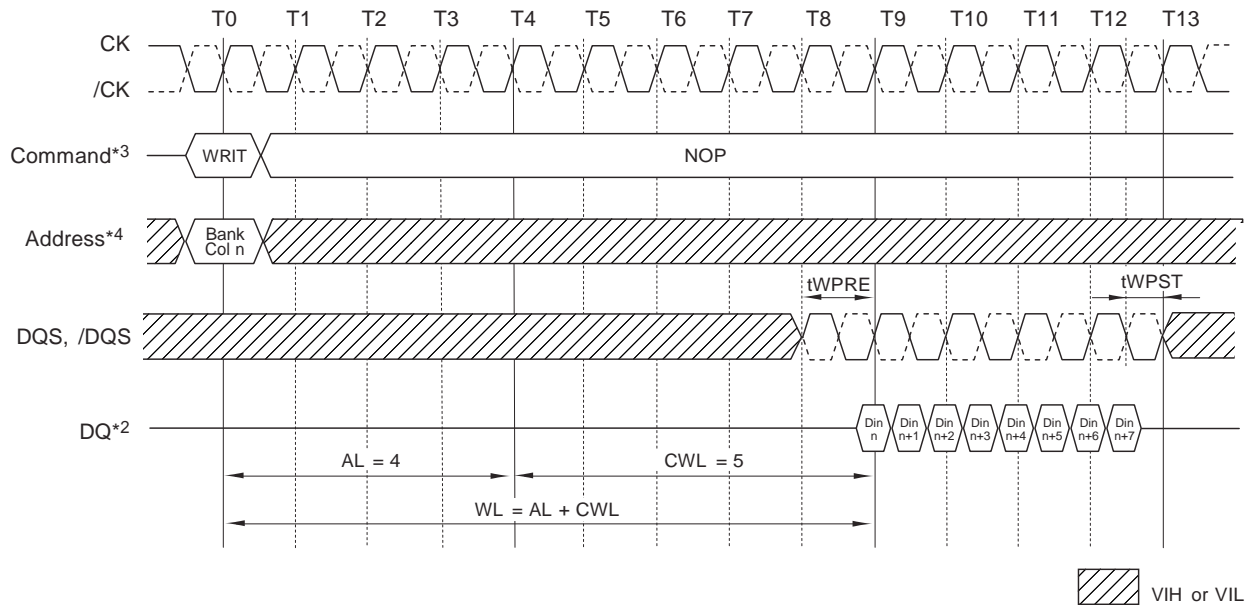 T0 T1 T2 T3 T4 T5 T6 T7 T8 T9 T10 T11 T12 T13
CK
/CK
Command*3
WRIT
NOP
Address*4
Bank
Col n
tWPRE
tWPST
DQS, /DQS
DQ*2
Din
n
Din
n+1
Din
n+2
Din
n+3
Din
n+4
Din
n+5
Din
n+6
Din
n+7
AL = 4
CWL = 5
WL = AL + CWL
VIH or VIL